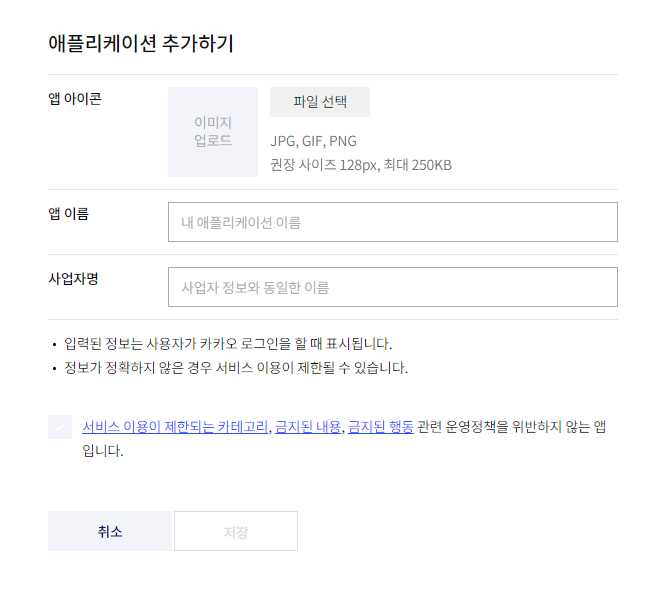 애플리케이션 추가하기
앱 아이콘
이미지
업로드
파일 선택
JPG, GIF, PNG
권장 사이즈 128px, 최대 250KB
앱 이름
내 애플리케이션 이름
사업자명
사업자 정보와 동일한 이름
• 입력된 정보는 사용자가 카카오 로그인을 할 때 표시됩니다.
• 정보가 정확하지 않은 경우 서비스 이용이 제한될 수 있습니다.
서비스 이용이 제한되는 카테고리, 금지된 내용, 금지된 행동 관련 운영정책을 위반하지 않는 앱
입니다.
취소
저장